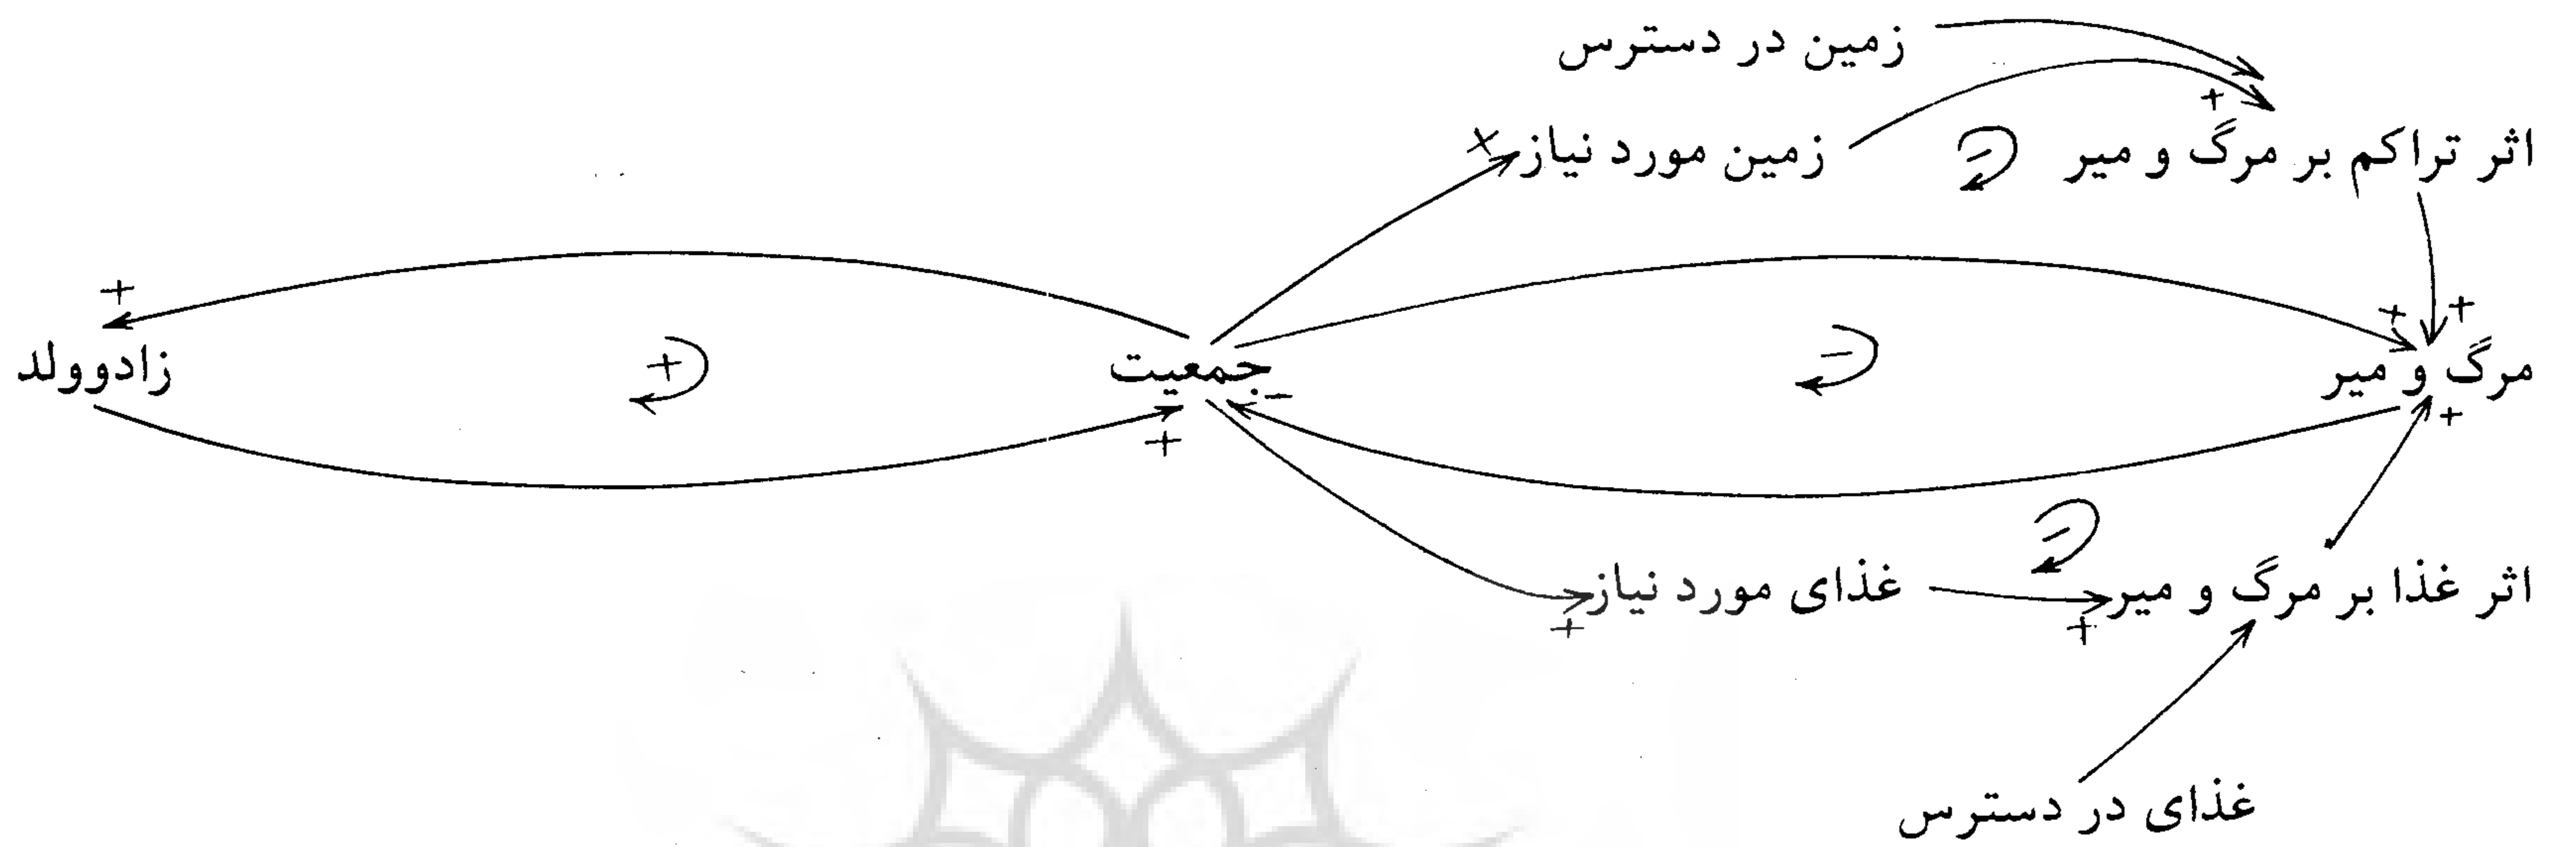 زمین در دسترس
اثر تراکم بر مرگ و میر
زمین مورد نیاز
مرگ و میر
جمعیت
زادوولد
اثر غذا بر مرگ و میر
غذای مورد نیاز
غذای در دسترس